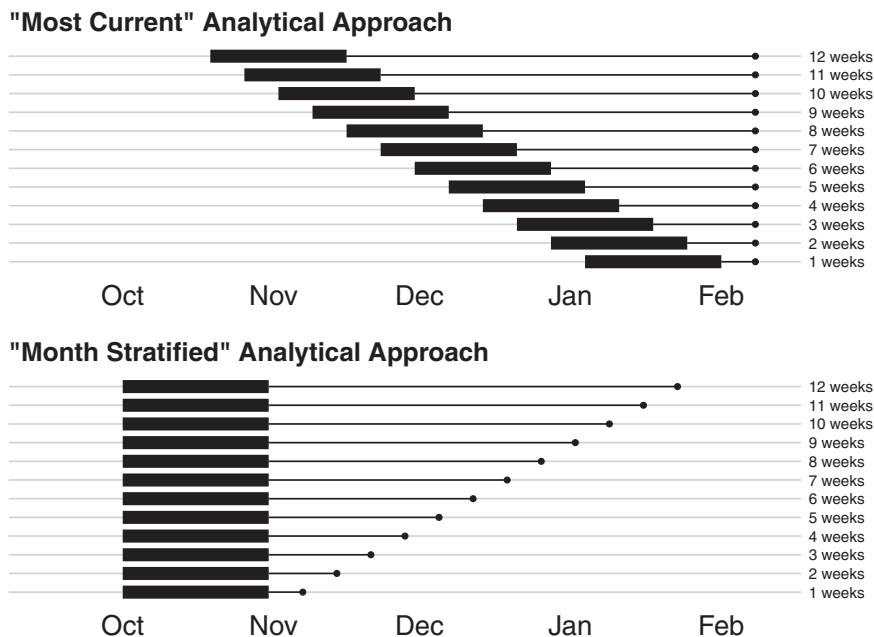 "Most Current" Analytical Approach
12 weeks
11 weeks
10 weeks
9 weeks
8 weeks
7 weeks
6 weeks
5 weeks
4 weeks
3 weeks
2 weeks
1 weeks
Oct Nov Dec Jan Feb
"Month Stratified" Analytical Approach
12 weeks
11 weeks
10 weeks
9 weeks
8 weeks
7 weeks
6 weeks
5 weeks
4 weeks
3 weeks
2 weeks
1 weeks
Oct Nov Dec Jan Feb